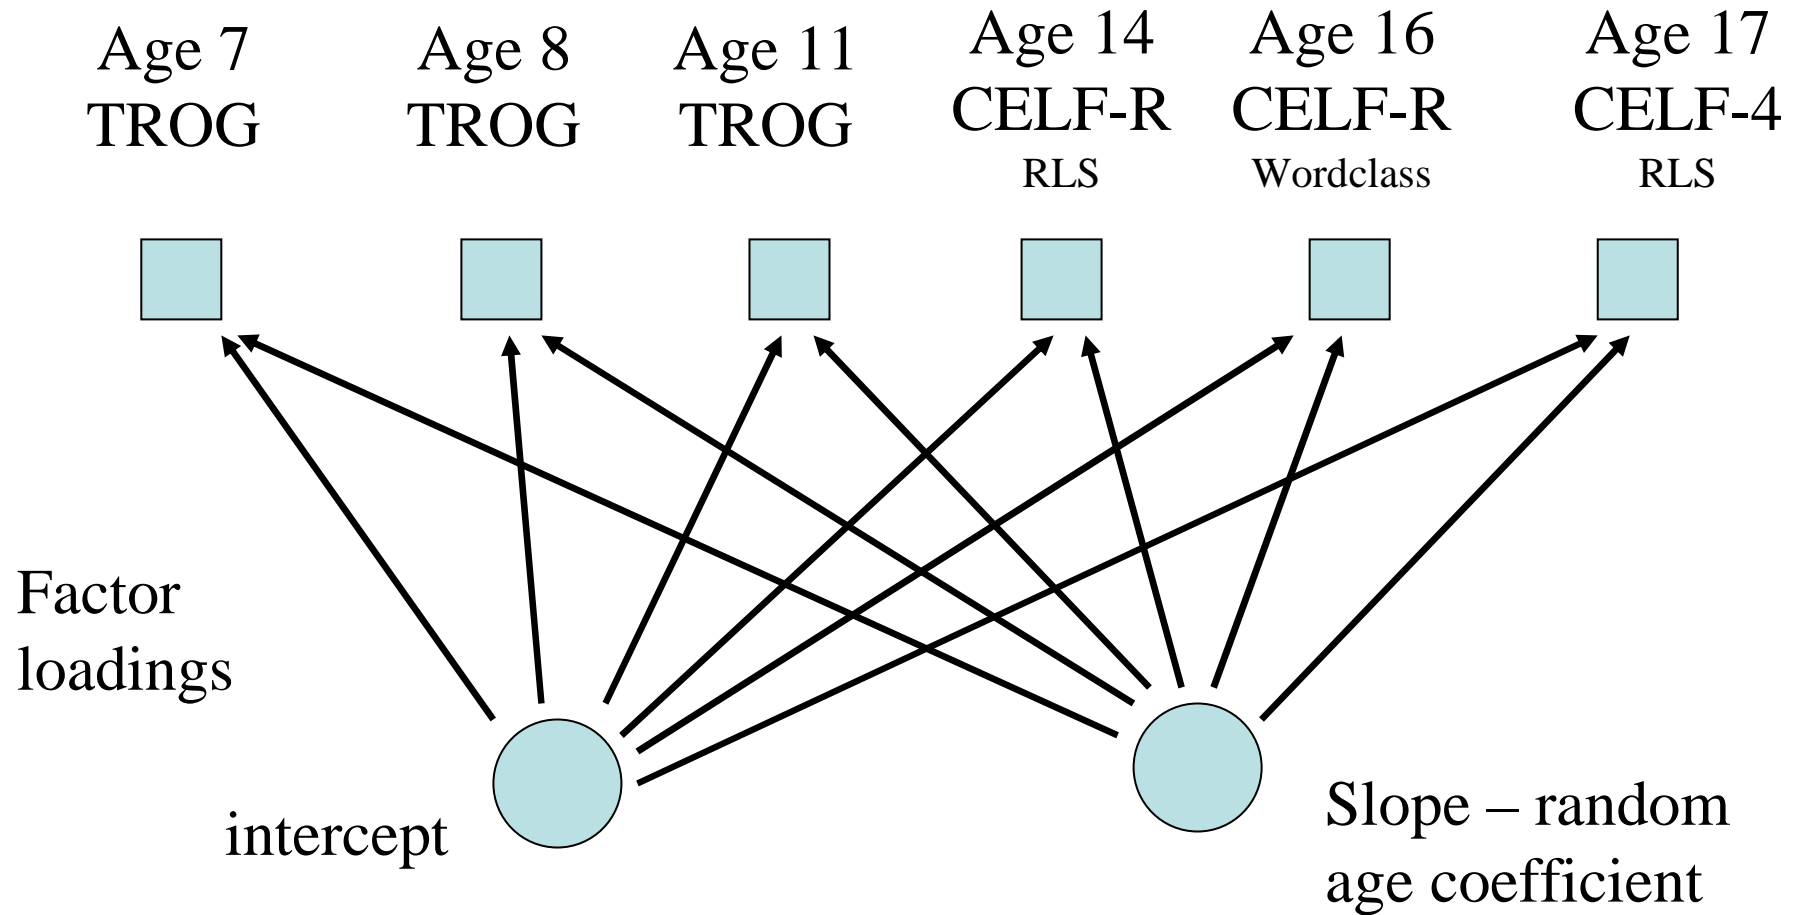 Age 7
TROG
Age 8
TROG
Age 11
TROG
Age 14
CELF-R
RLS
Age 16
CELF-R
Wordclass
Age 17
CELF-4
RLS
Factor
loadings
intercept
Slope – random
age coefficient